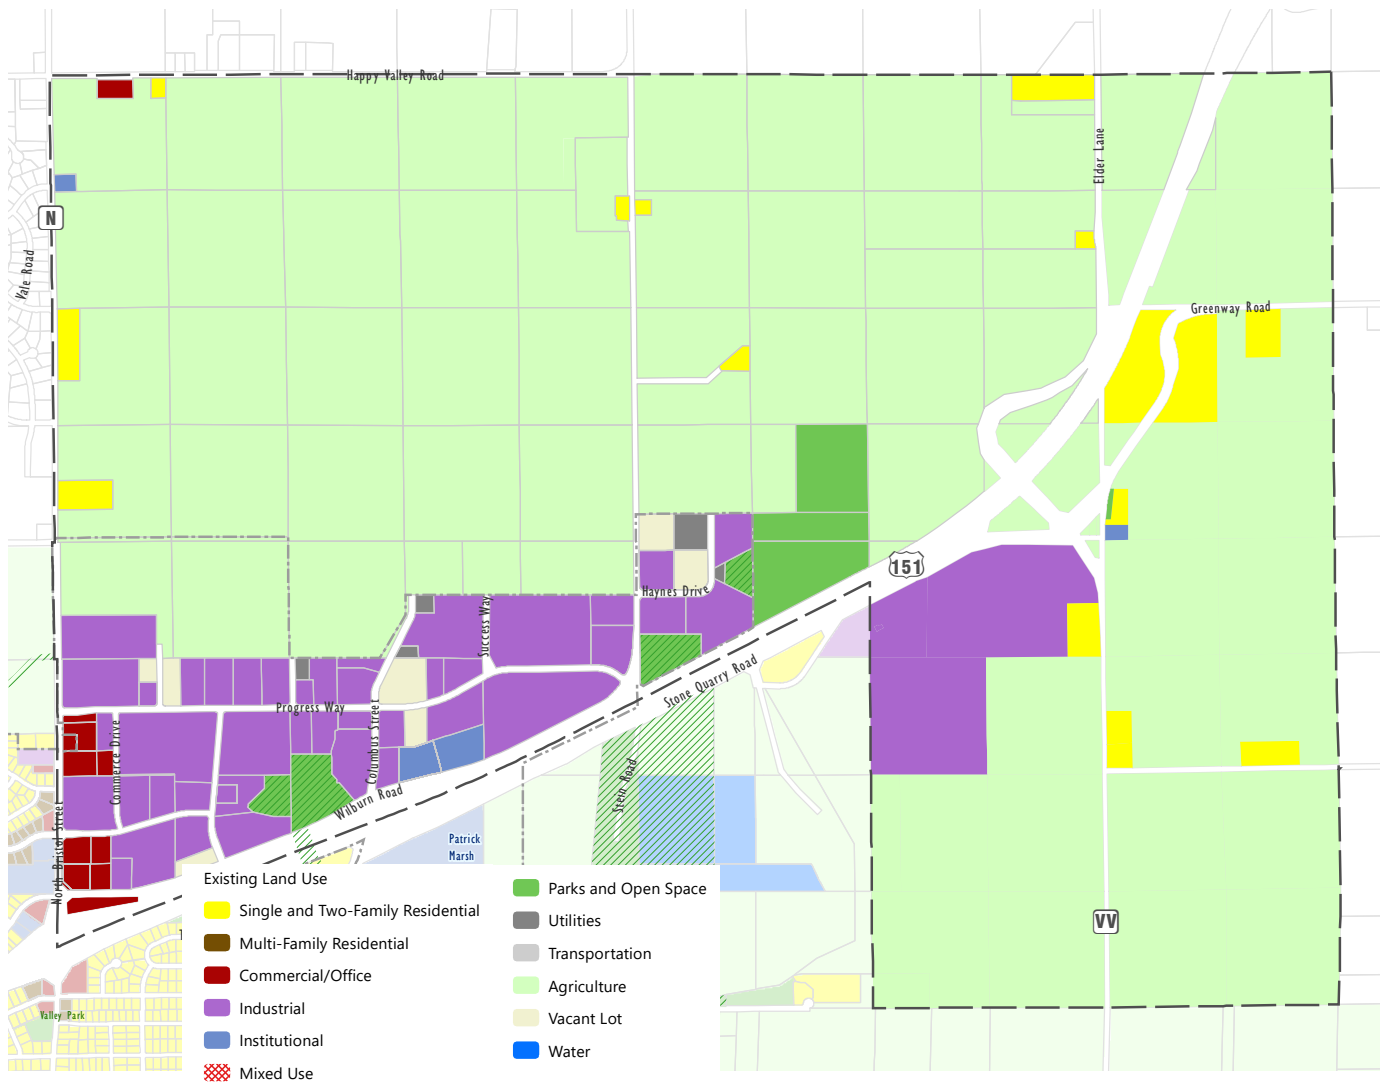 Happy Valley Road
Elder Lane
N
Vale Road
Greenway Road
151
Haynes Drive
Success Way
Stone Quarry Road
Progress Way
Columbus Street
Commerce Drive
Stein Road
Wilburn Road
North Bristol Street
Patrick
Marsh
VV
Valley Park
Existing Land Use
Single and Two-Family Residential
Multi-Family Residential
Commercial/Office
Industrial
Institutional
Mixed Use
Parks and Open Space
Utilities
Transportation
Agriculture
Vacant Lot
Water